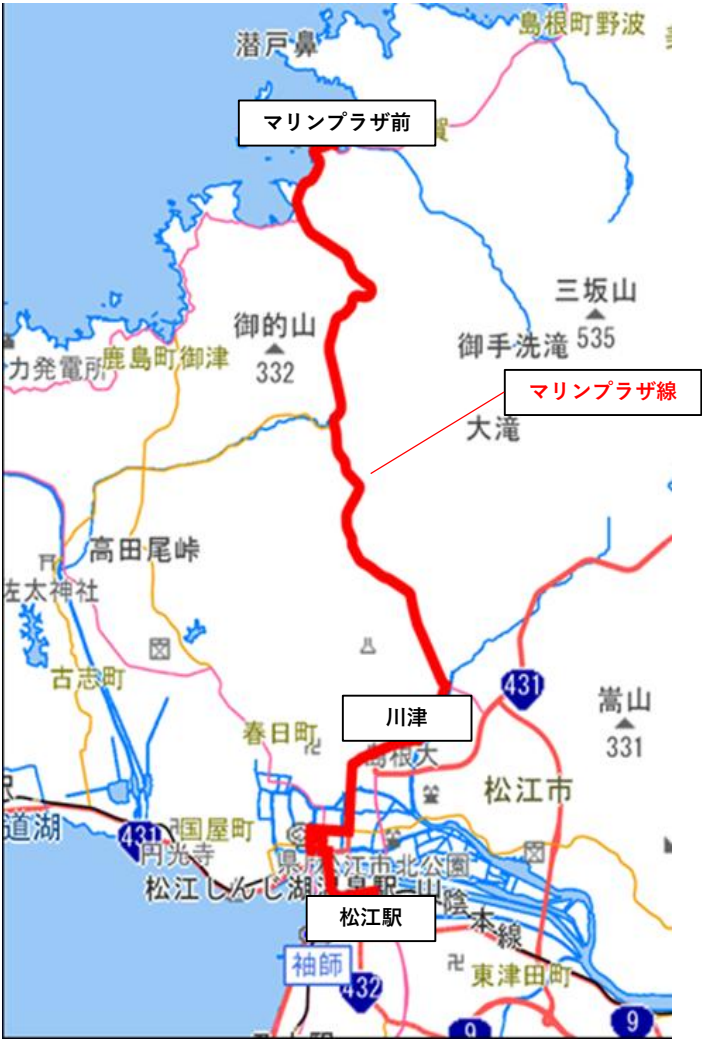 島根町野波
潜戸鼻
マリンプラザ前
賀
三坂山
535
御的山
332
御手洗滝
力発電所
鹿島町御津
マリンプラザ線
大滝
高田尾峠
佐太神社
古志町
431
嵩山
331
川津
春日町
島根大
松江市
道湖
431
国屋町
円光寺
県
松江市北公園
松江しんじ湖温泉駅
山
陰
本
線
松江駅
袖師
432
東津田町
9
9